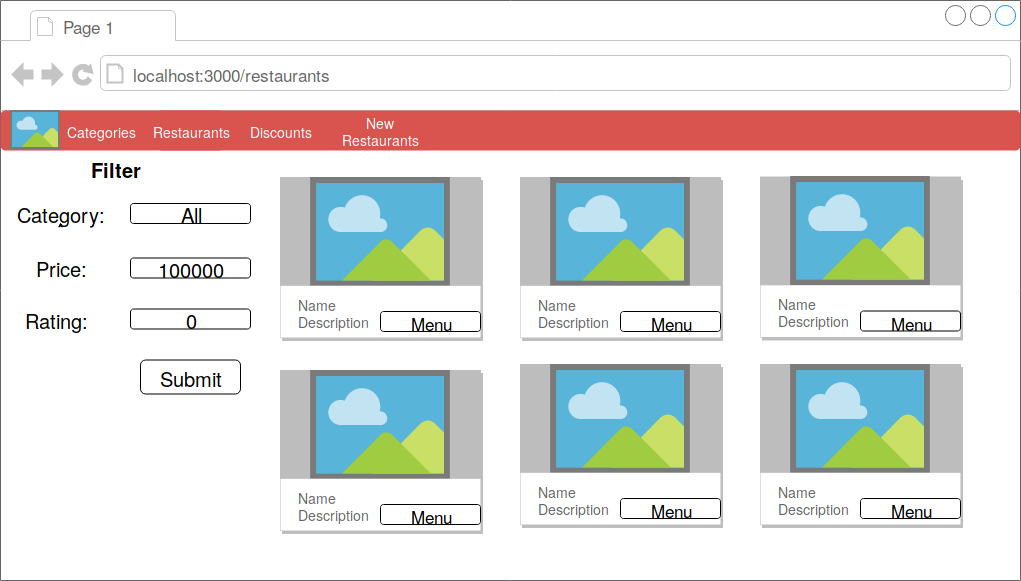 Page 1
localhost:3000/restaurants
Categories
Restaurants
Discounts
New
Restaurants
Filter
Category:
All
Price:
100000
Rating:
0
Submit
Name
Description
Menu
Name
Description
Menu
Name
Description
Menu
Name
Description
Menu
Name
Description
Menu
Name
Description
Menu